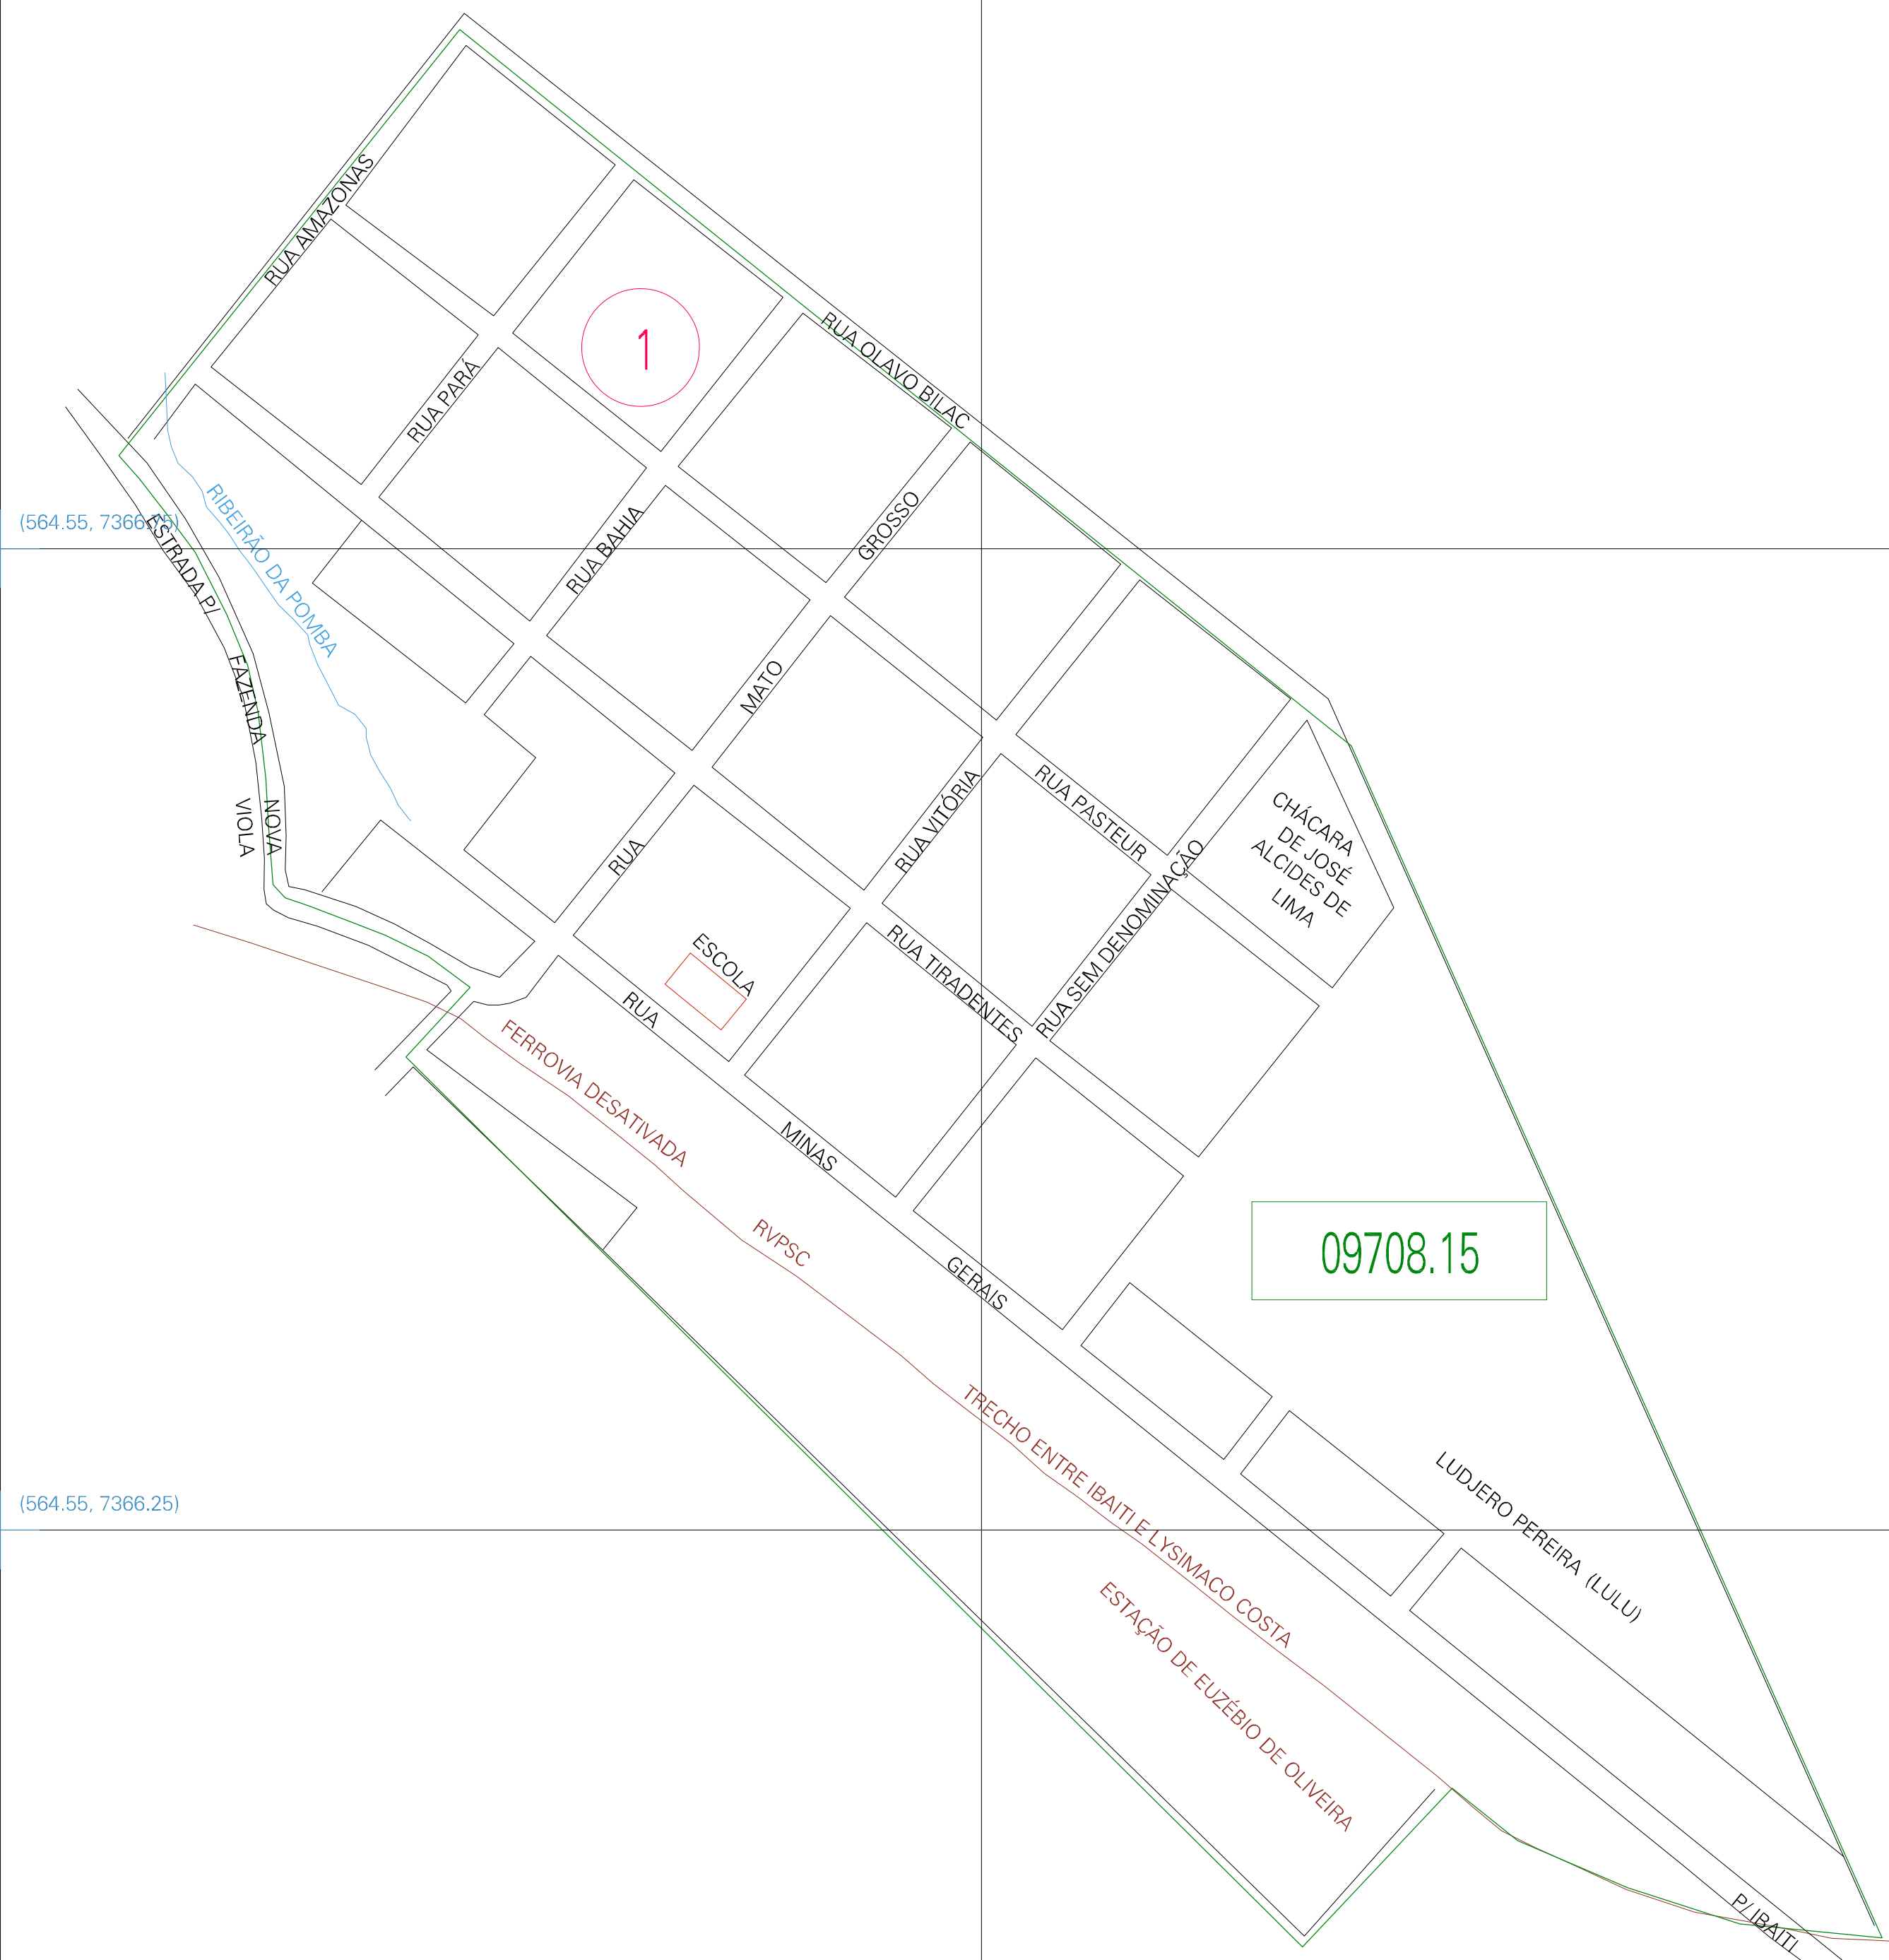 RUA AMAZONAS
RUA OLAVO BILAC
1
RUA PARÁ
RUA BAHIA
GROSSO
MATO
RUA
(564.55, 7366.75)
RIBEIRÃO DA POMBA
ESTRADA P/
FAZENDA
NOVA
VIOLA
RUA VITÓRIA
RUA PASTEUR
RUA SEM DENOMINAÇÃO
CHÁCARA
DE JOSÉ
ALCIDES DE
LIMA
RUA TIRADENTES
ESCOLA
RUA
MINAS
GERAIS
FERROVIA DESATIVADA
RVPSC
TRECHO ENTRE IBAITI E LYSIMACO COSTA
ESTAÇÃO DE EUZÉBIO DE OLIVEIRA
09708.15
LUDJERO PEREIRA (LULU)
(564.55, 7366.25)
P/ IBAITI